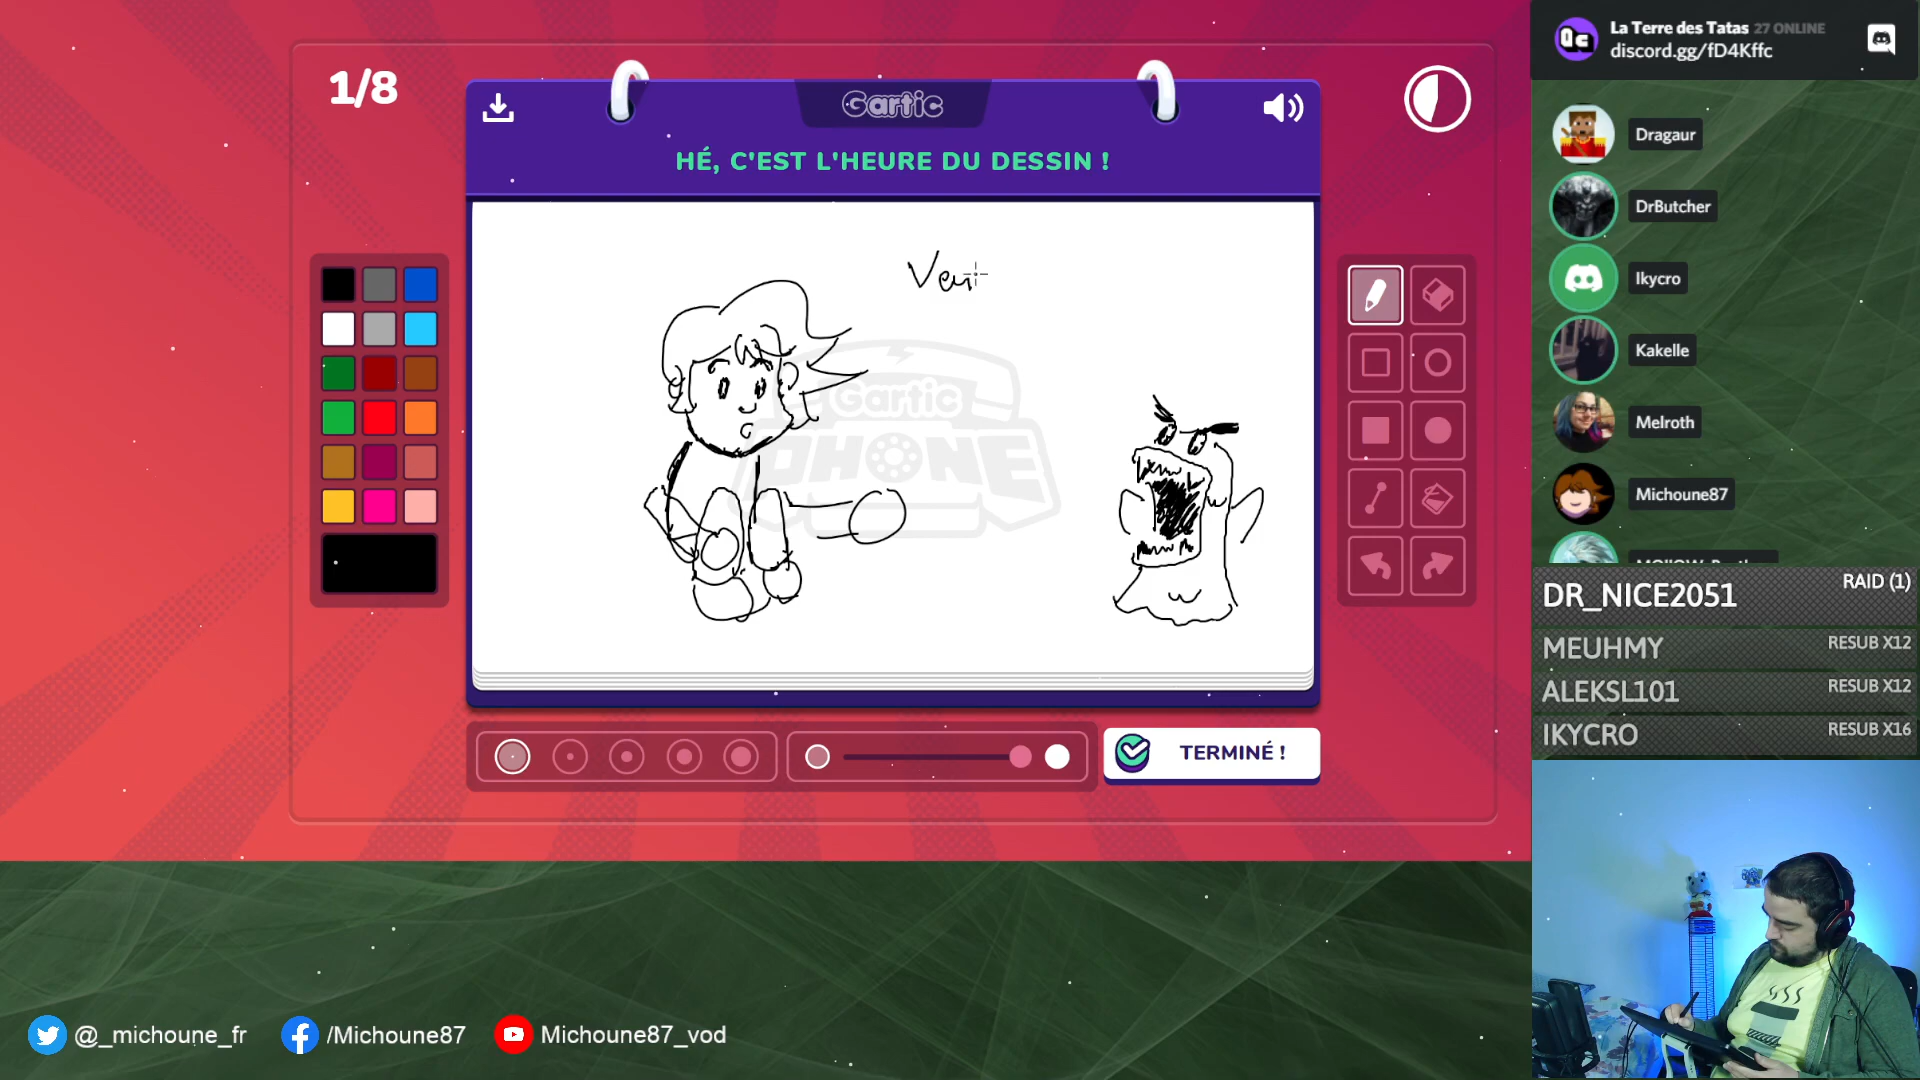 1/8
Gartic
HÉ, C'EST L'HEURE DU DESSIN !
Gartic
PHONE
TERMINÉ !
La Terre des Tatas 27 ONLINE
discord.gg/fD4Kffc
Dragaur
DrButcher
Ikycro
Kakelle
Melroth
Michoune87
DR_NICE2051 RAID (1)
MEUHMY RESUB X12
ALEKSL101 RESUB X12
IKYCRO RESUB X16
@_michoune_fr
/Michoune87
Michoune87_vod